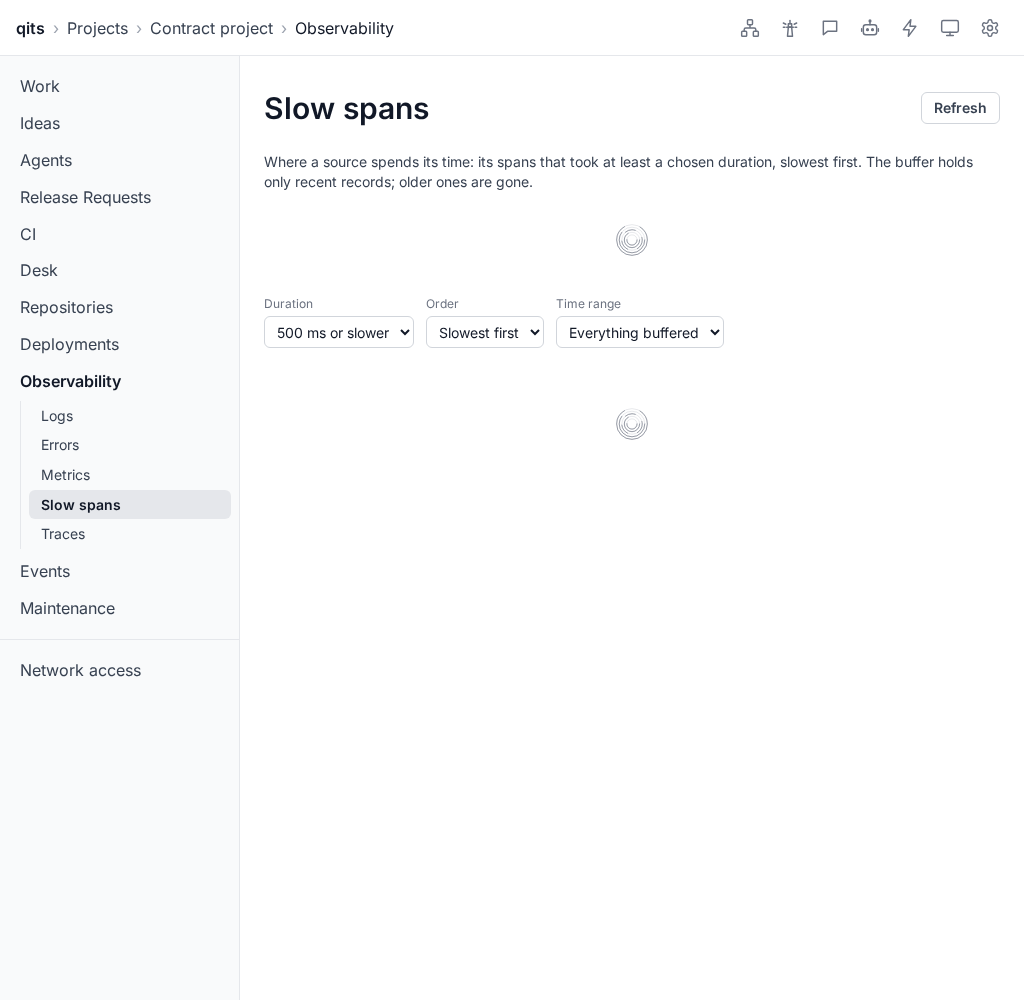 qits › Projects › Contract project › Observability
Work
Ideas
Agents
Release Requests
CI
Desk
Repositories
Deployments
Observability
Logs
Errors
Metrics
Slow spans
Traces
Events
Maintenance
Network access
Slow spans
Refresh
Where a source spends its time: its spans that took at least a chosen duration, slowest first. The buffer holds
only recent records; older ones are gone.
Duration Order Time range
500 ms or slower Slowest first Everything buffered